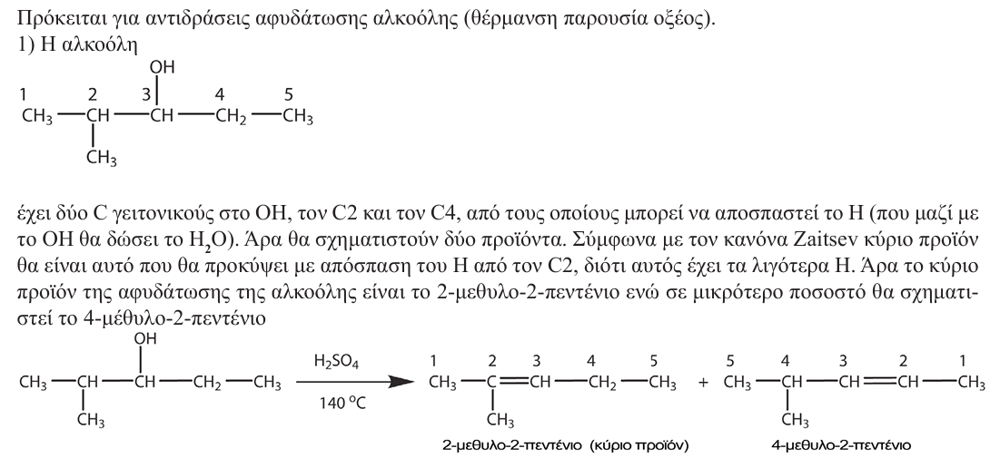 Πρόκειται για αντιδράσεις αφυδάτωσης αλκοόλης (θέρμανση παρουσία οξέος).
1) Η αλκοόλη
OH
1 2 3 4 5
CH3 CH CH CH2 CH3
CH3
έχει δύο C γειτονικούς στο ΟΗ, τον C2 και τον C4, από τους οποίους μπορεί να αποσπαστεί το Η (που μαζί με
το ΟΗ θα δώσει το H2O). Άρα θα σχηματιστούν δύο προϊόντα. Σύμφωνα με τον κανόνα Zaitsev κύριο προϊόν
θα είναι αυτό που θα προκύψει με απόσπαση του Η από τον C2, διότι αυτός έχει τα λιγότερα Η. Άρα το κύριο
προϊόν της αφυδάτωσης της αλκοόλης είναι το 2-μεθυλο-2-πεντένιο ενώ σε μικρότερο ποσοστό θα σχηματι-
στεί το 4-μέθυλο-2-πεντένιο
OH
H2SO4 1 2 3 4 5 5 4 3 2 1
CH3 CH CH CH2 CH3 CH3 C=CH CH2 CH3 + CH3 CH CH=CH CH3
140 °C
CH3 CH3 CH3
2-μεθυλο-2-πεντένιο (κύριο προϊόν) 4-μεθυλο-2-πεντένιο